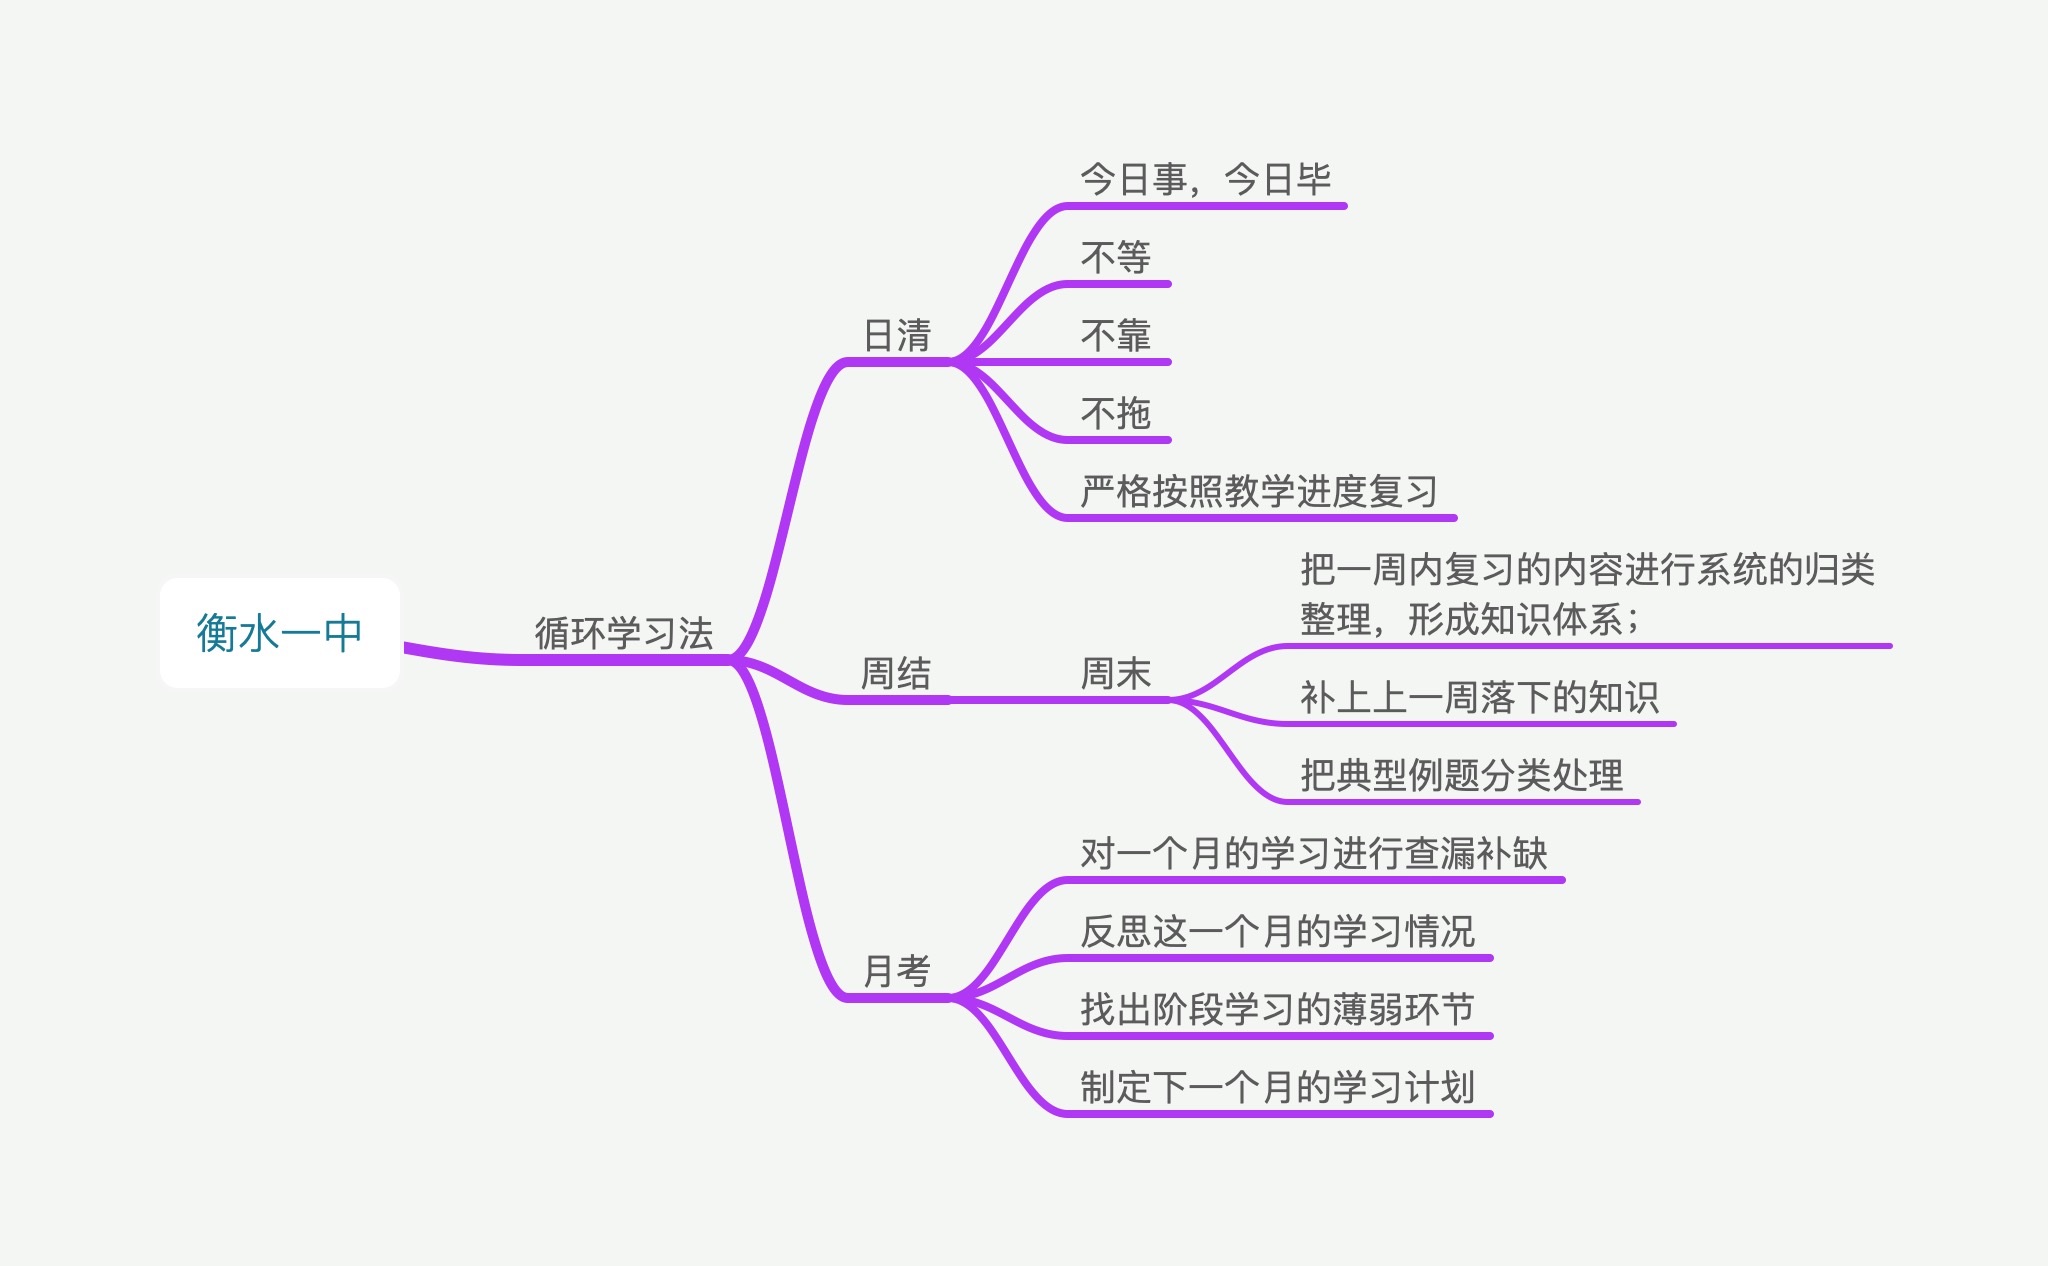 衡水一中
循环学习法
日清
今日事，今日毕
不等
不靠
不拖
严格按照教学进度复习
周结
周末
把一周内复习的内容进行系统的归类
整理，形成知识体系；
补上上一周落下的知识
把典型例题分类处理
月考
对一个月的学习进行查漏补缺
反思这一个月的学习情况
找出阶段学习的薄弱环节
制定下一个月的学习计划